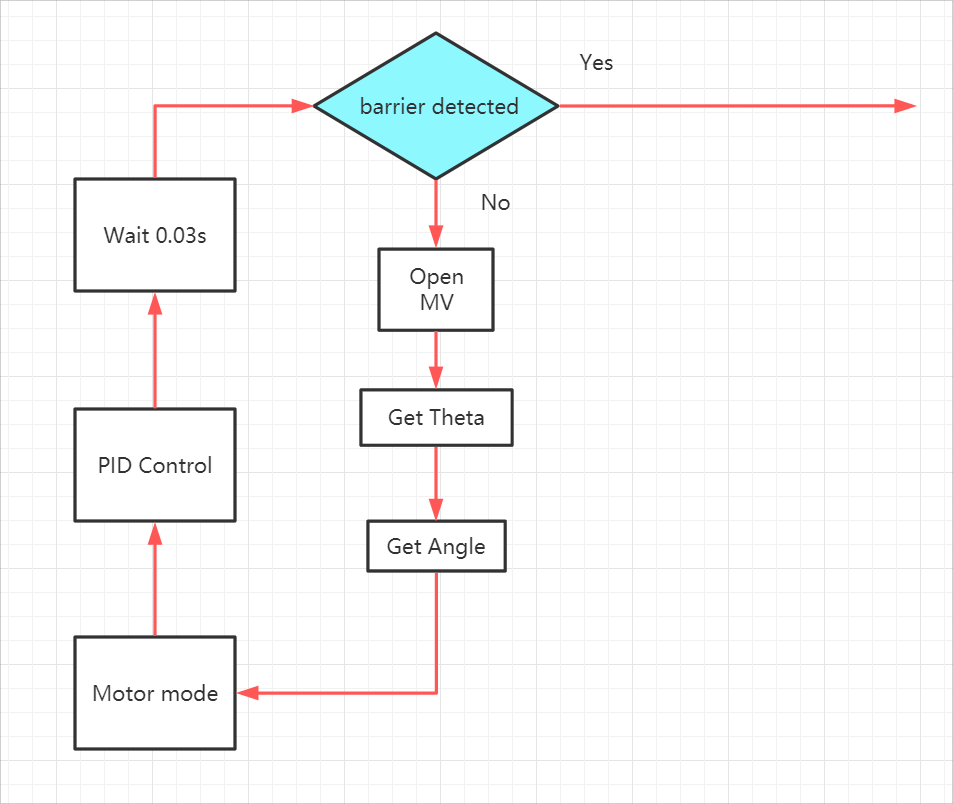 Yes
barrier detected
No
Wait 0.03s
Open
MV
Get Theta
PID Control
Get Angle
Motor mode